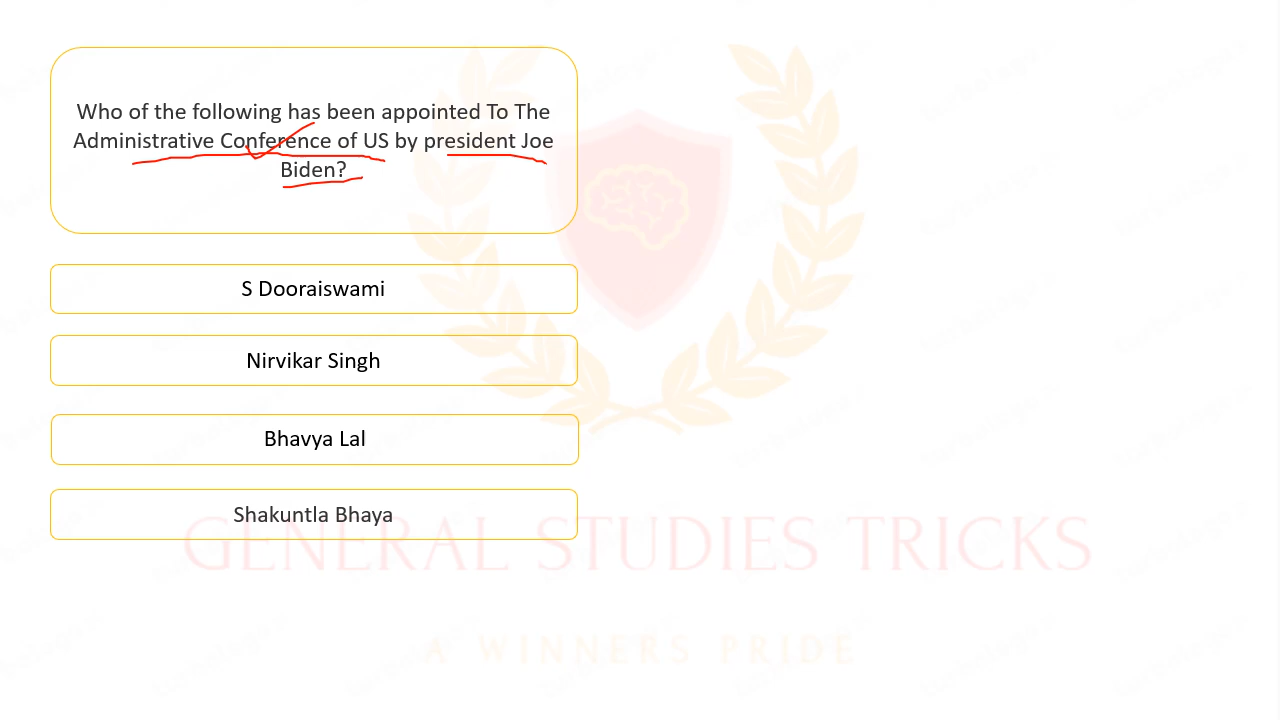 Who of the following has been appointed To The
Administrative Conference of US by president Joe
Biden?
S Dooraiswami
Nirvikar Singh
Bhavya Lal
Shakuntla Bhaya
GENERAL STUDIES TRICKS
A WINNERS PRIDE